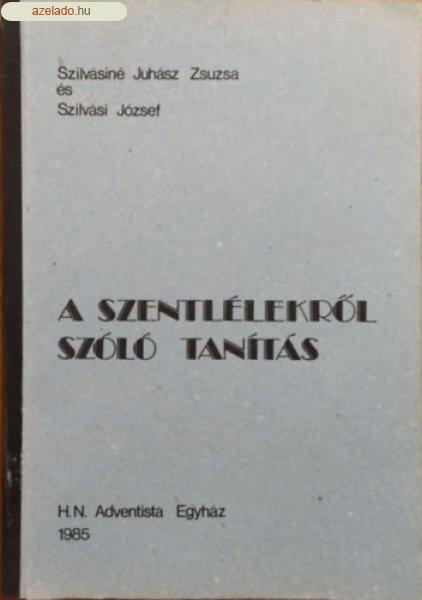 azelado.hu
Szilvásiné Juhász Zsuzsa
és
Szilvási József
A SZENTLÉLEKRŐL
SZÓLÓ TANÍTÁS
H.N. Adventista Egyház
1985